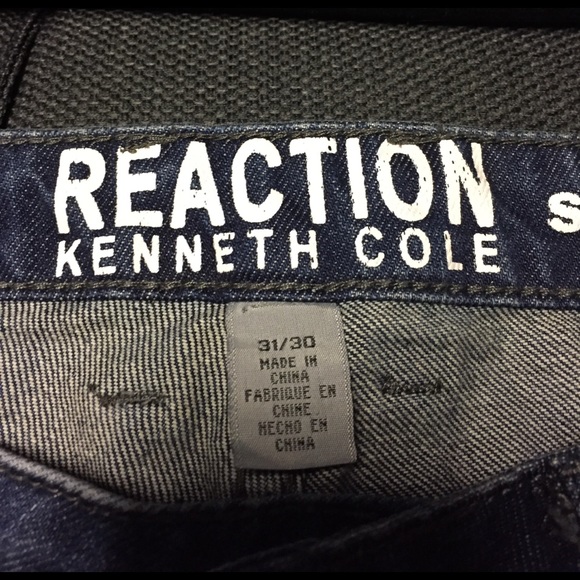 REACTION
KENNETH COLE
S
31/30
MADE IN
CHINA
FABRIQUE EN
CHINE
HECHO EN
CHINA